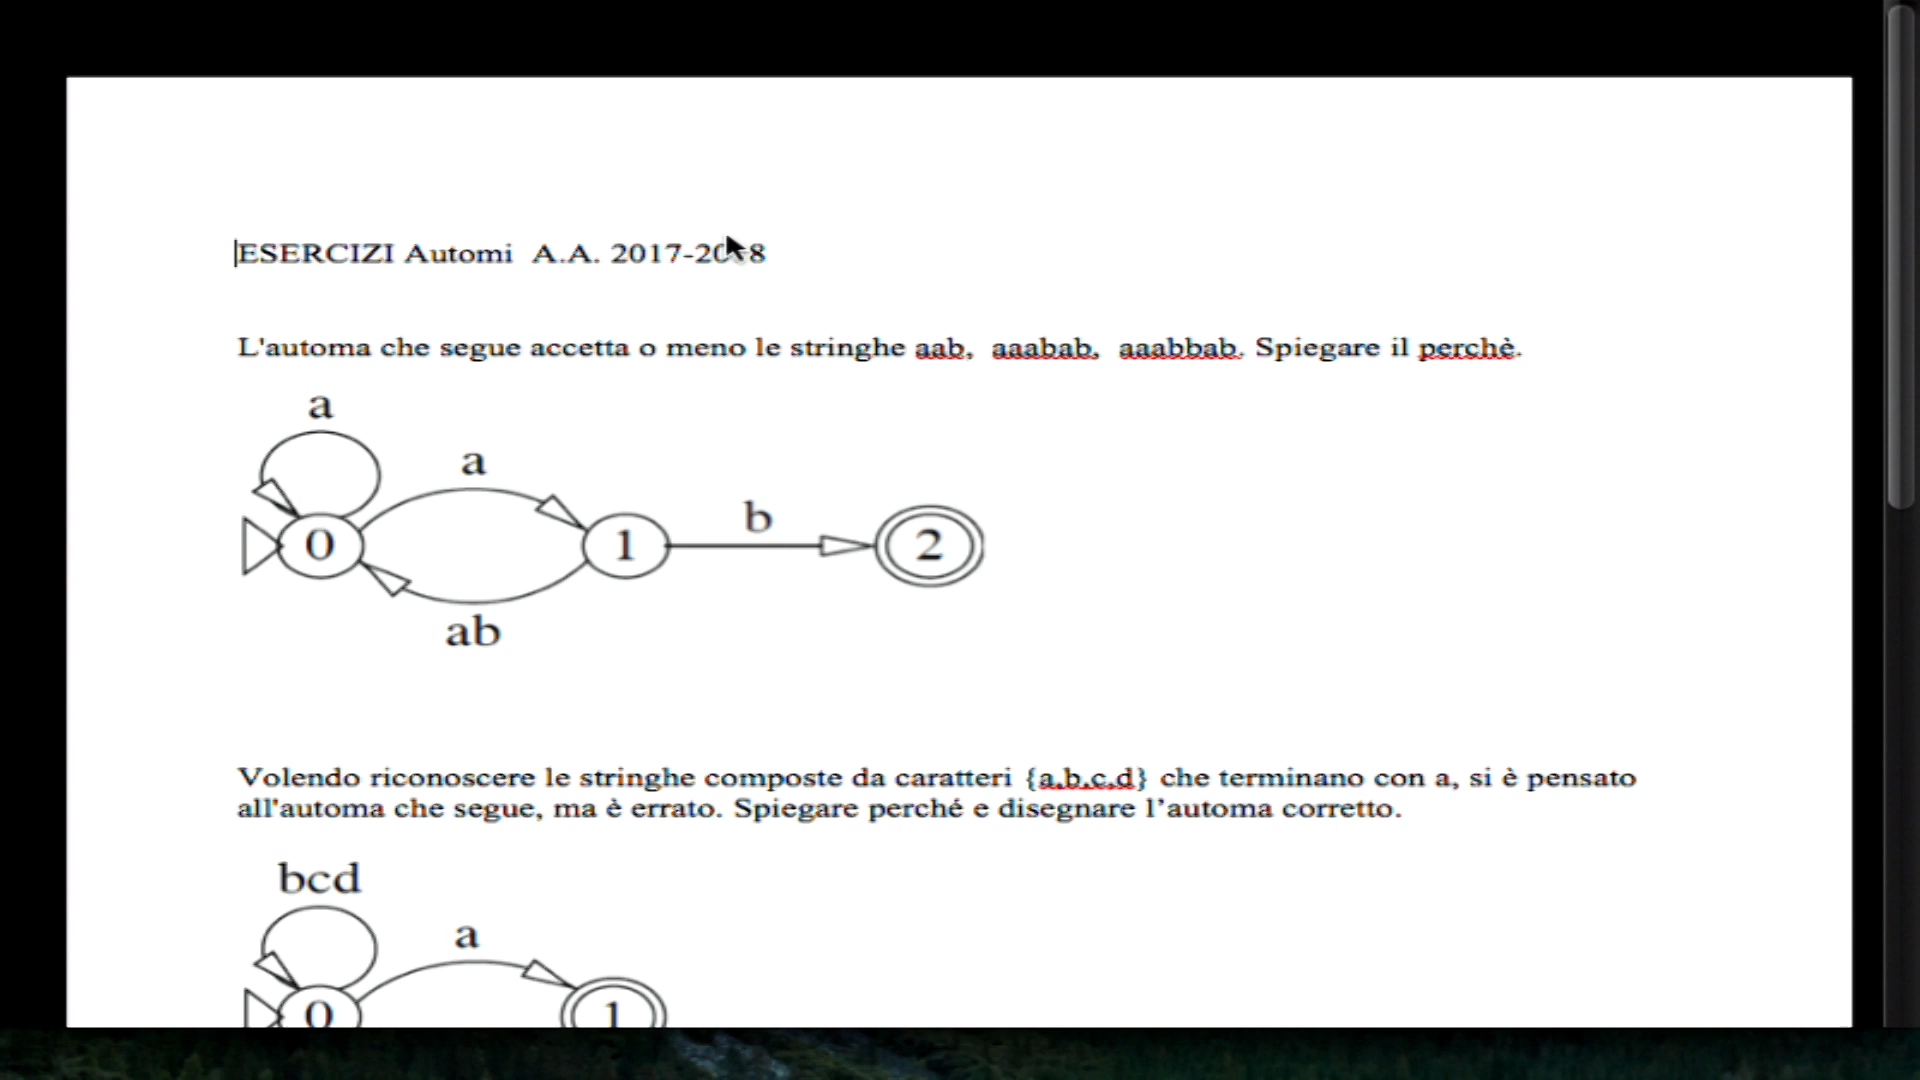 ESERCIZI Automi A.A. 2017-2018
L'automa che segue accetta o meno le stringhe aab, aaabab, aaabbab. Spiegare il perchè.
a
a
b
0
1
2
ab
Volendo riconoscere le stringhe composte da caratteri {a,b,c,d} che terminano con a, si è pensato
all'automa che segue, ma è errato. Spiegare perché e disegnare l’automa corretto.
bcd
a
0
1